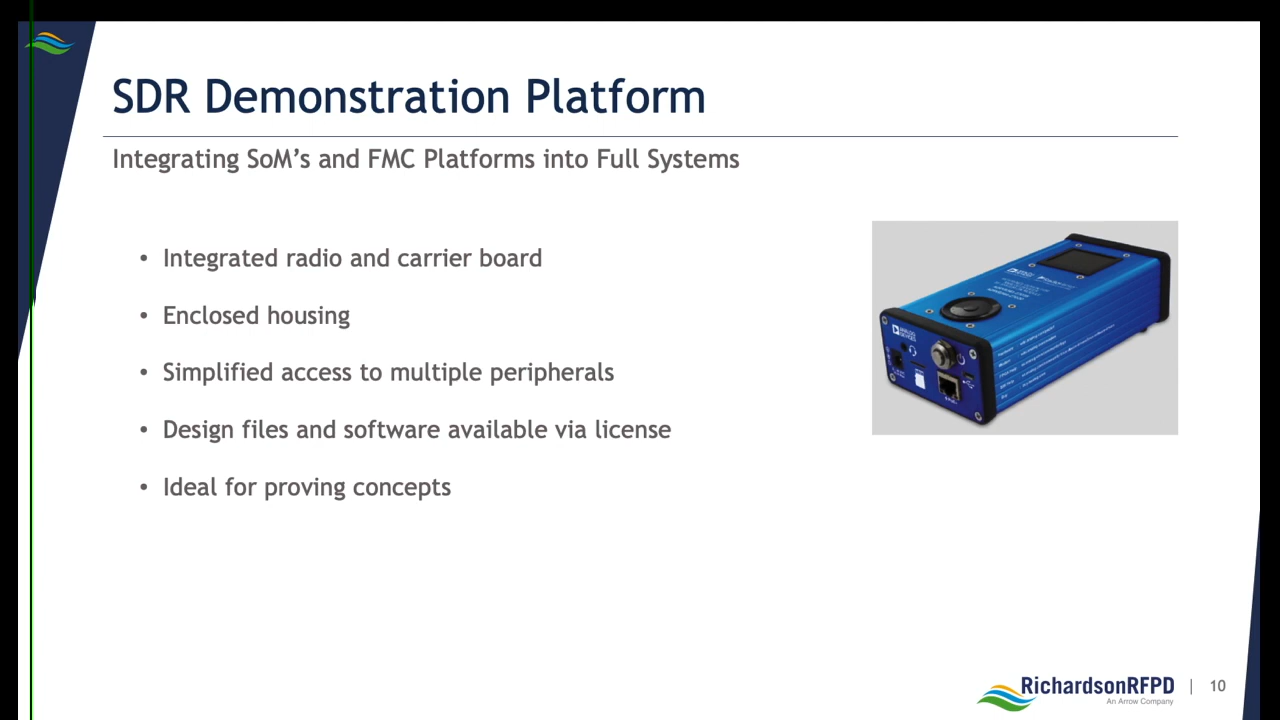 SDR Demonstration Platform
Integrating SoM's and FMC Platforms into Full Systems
• Integrated radio and carrier board
• Enclosed housing
• Simplified access to multiple peripherals
• Design files and software available via license
• Ideal for proving concepts
ANALOG
DEVICES
RichardsonRFPD
An Arrow Company
| 10